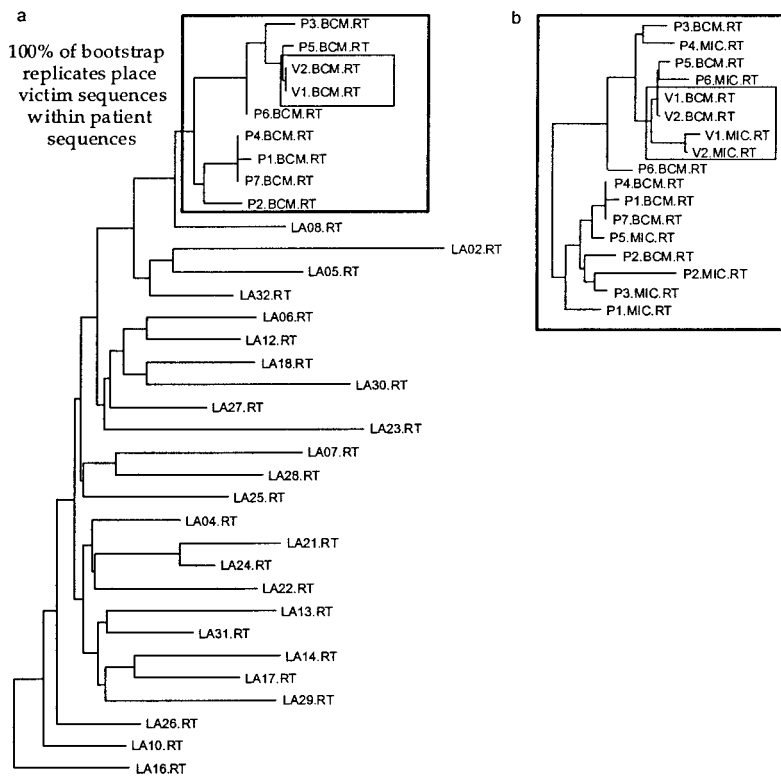 a
100% of bootstrap
replicates place
victim sequences
within patient
sequences
P3.BCM.RT
P5.BCM.RT
V2.BCM.RT
V1.BCM.RT
P6.BCM.RT
P4.BCM.RT
P1.BCM.RT
P7.BCM.RT
P2.BCM.RT
LA08.RT
LA02.RT
LA05.RT
LA32.RT
LA06.RT
LA12.RT
LA18.RT
LA30.RT
LA27.RT
LA23.RT
LA07.RT
LA28.RT
LA25.RT
LA04.RT
LA21.RT
LA24.RT
LA22.RT
LA13.RT
LA31.RT
LA14.RT
LA17.RT
LA29.RT
LA26.RT
LA10.RT
LA16.RT
b
P3.BCM.RT
P4.MIC.RT
P5.BCM.RT
P6.MIC.RT
V1.BCM.RT
V2.BCM.RT
V1.MIC.RT
V2.MIC.RT
P6.BCM.RT
P4.BCM.RT
P1.BCM.RT
P7.BCM.RT
P5.MIC.RT
P2.BCM.RT
P2.MIC.RT
P3.MIC.RT
P1.MIC.RT